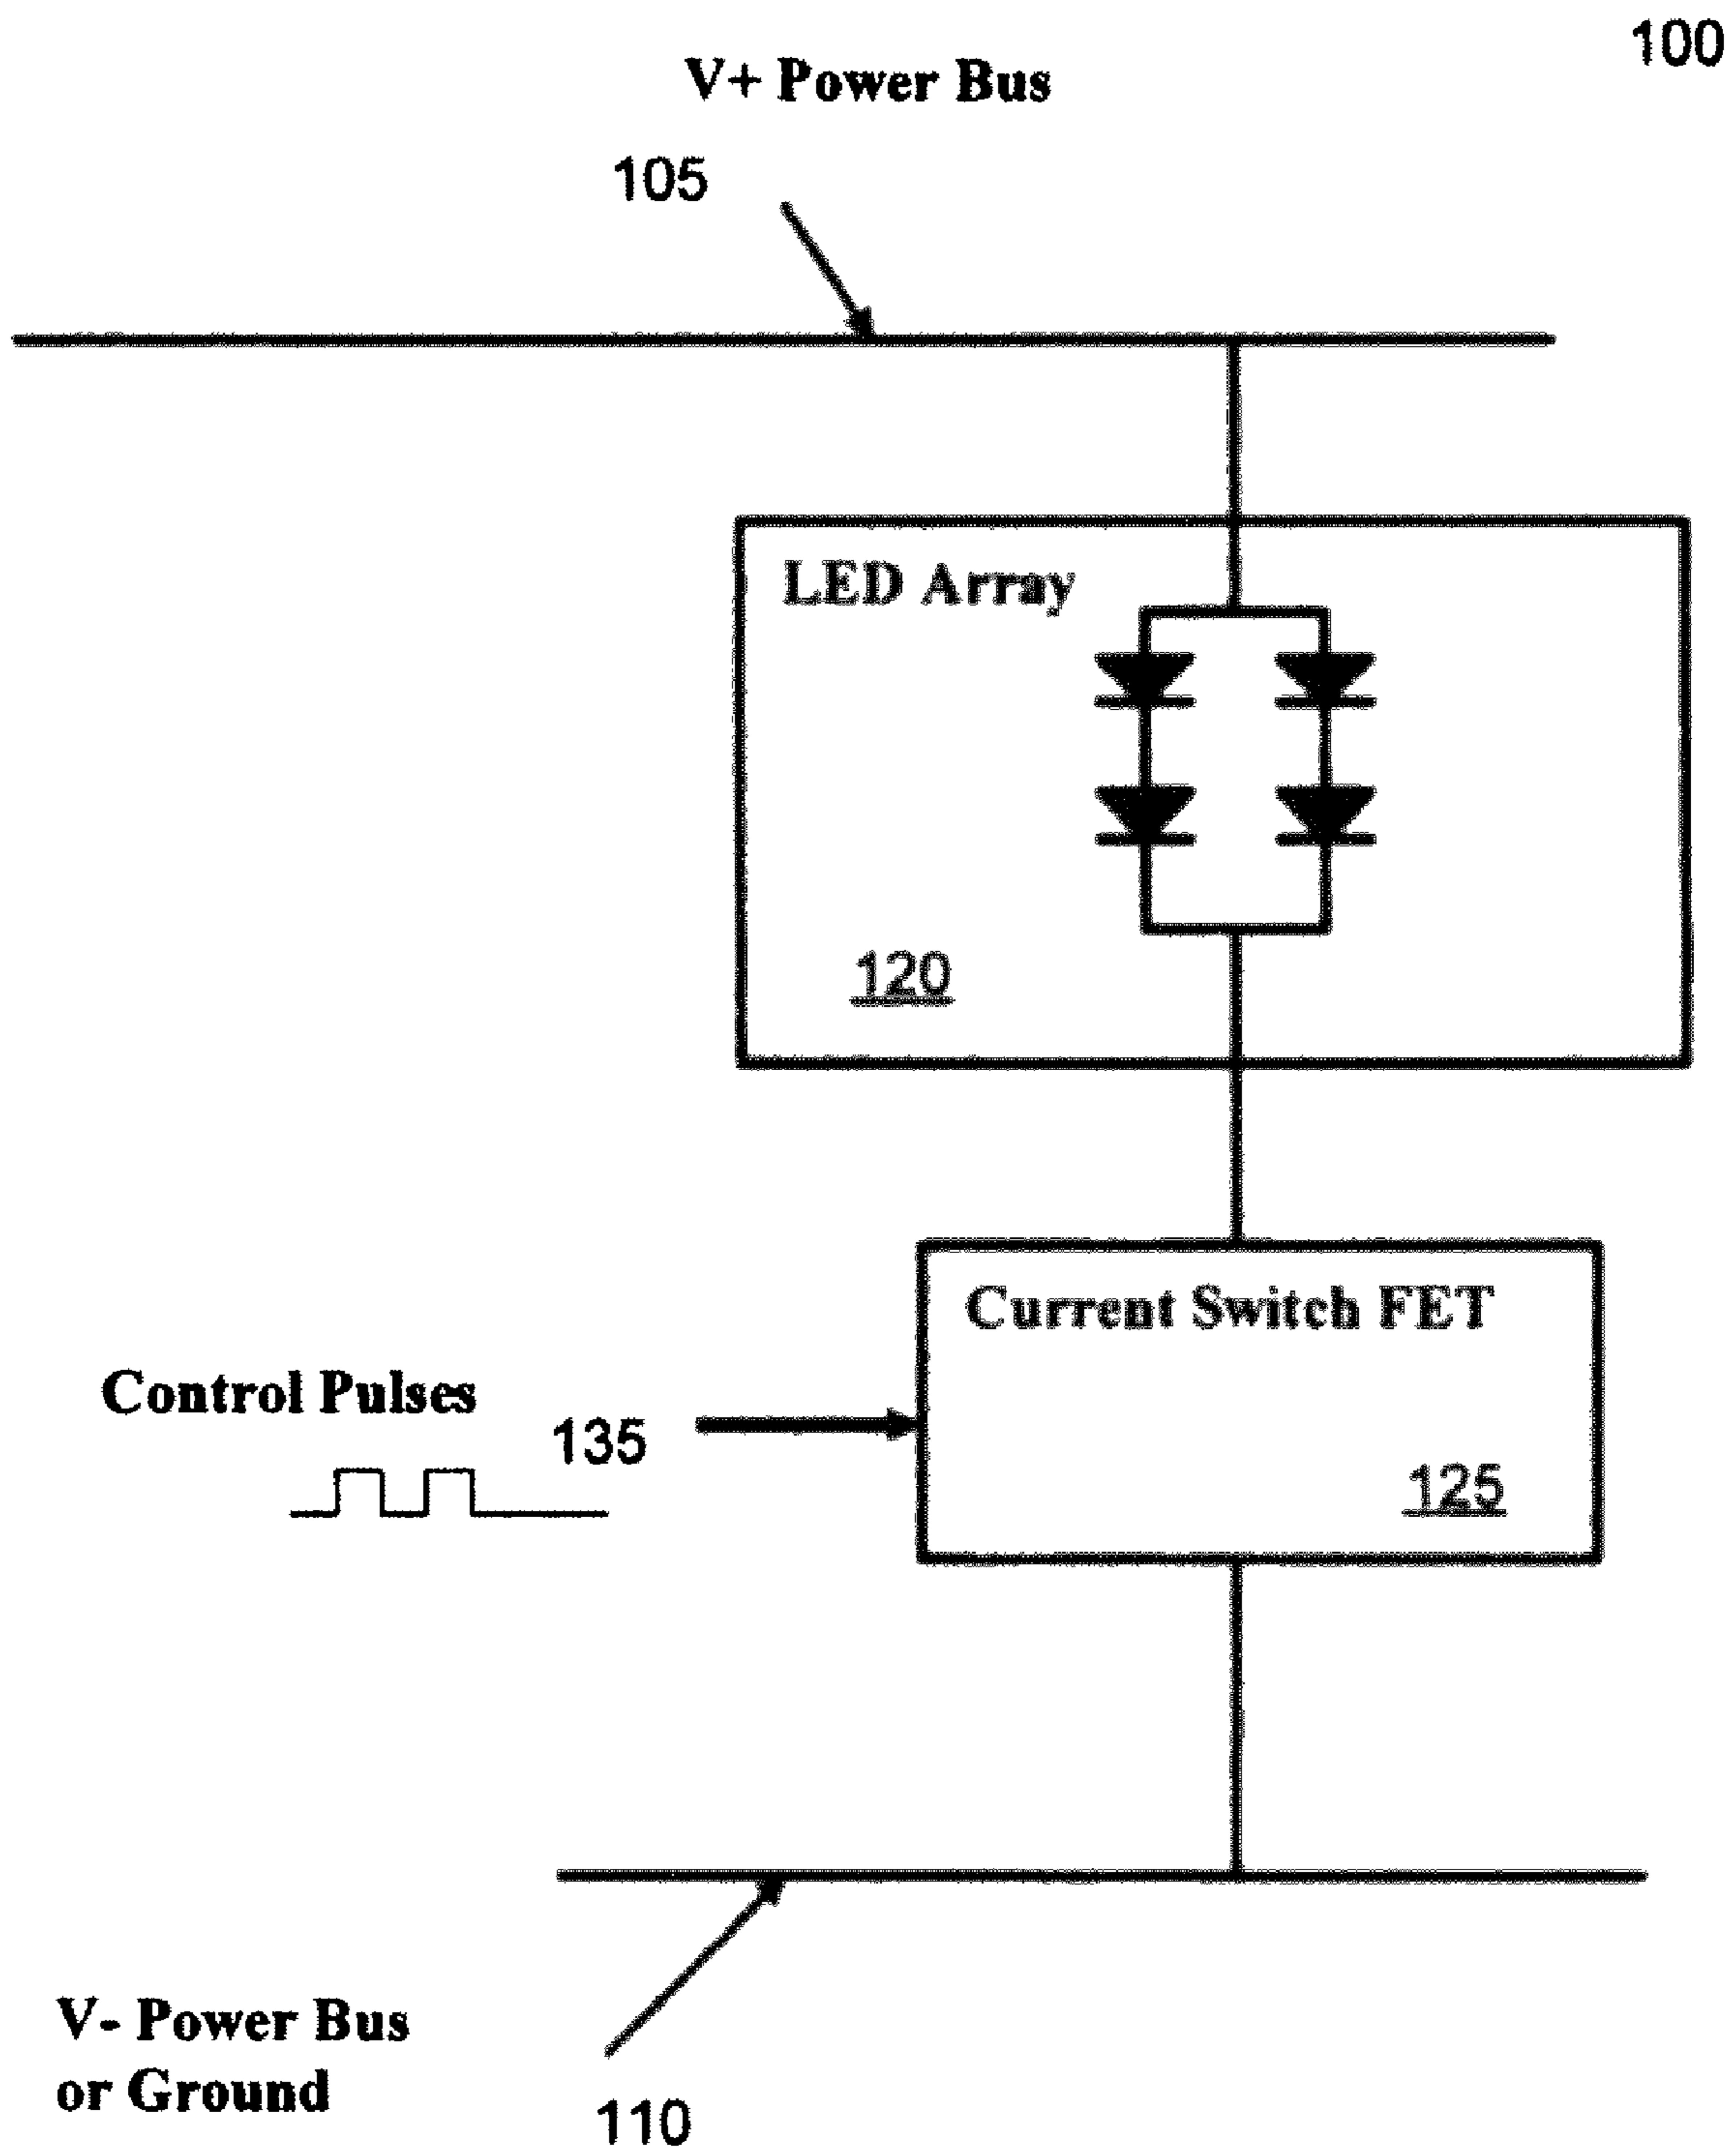 100
V+ Power Bus
105
LED Array
120
Current Switch FET
Control Pulses
135
125
V- Power Bus
or Ground
110